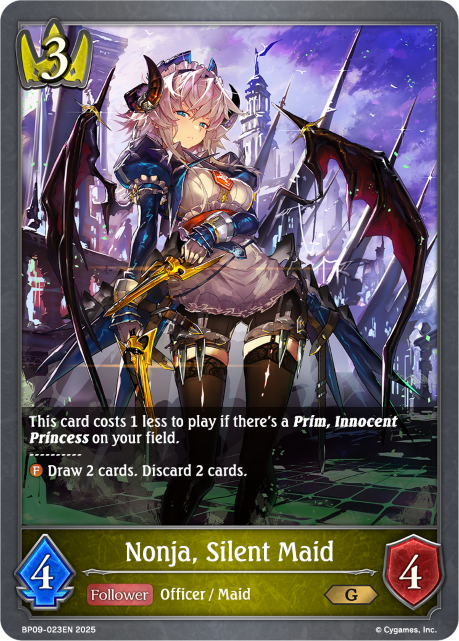 3
This card costs 1 less to play if there's a Prim, Innocent
Princess on your field.
----------
F Draw 2 cards. Discard 2 cards.
Nonja, Silent Maid
4
Follower Officer / Maid
G
4
BP09-023EN 2025
© Cygames, Inc.